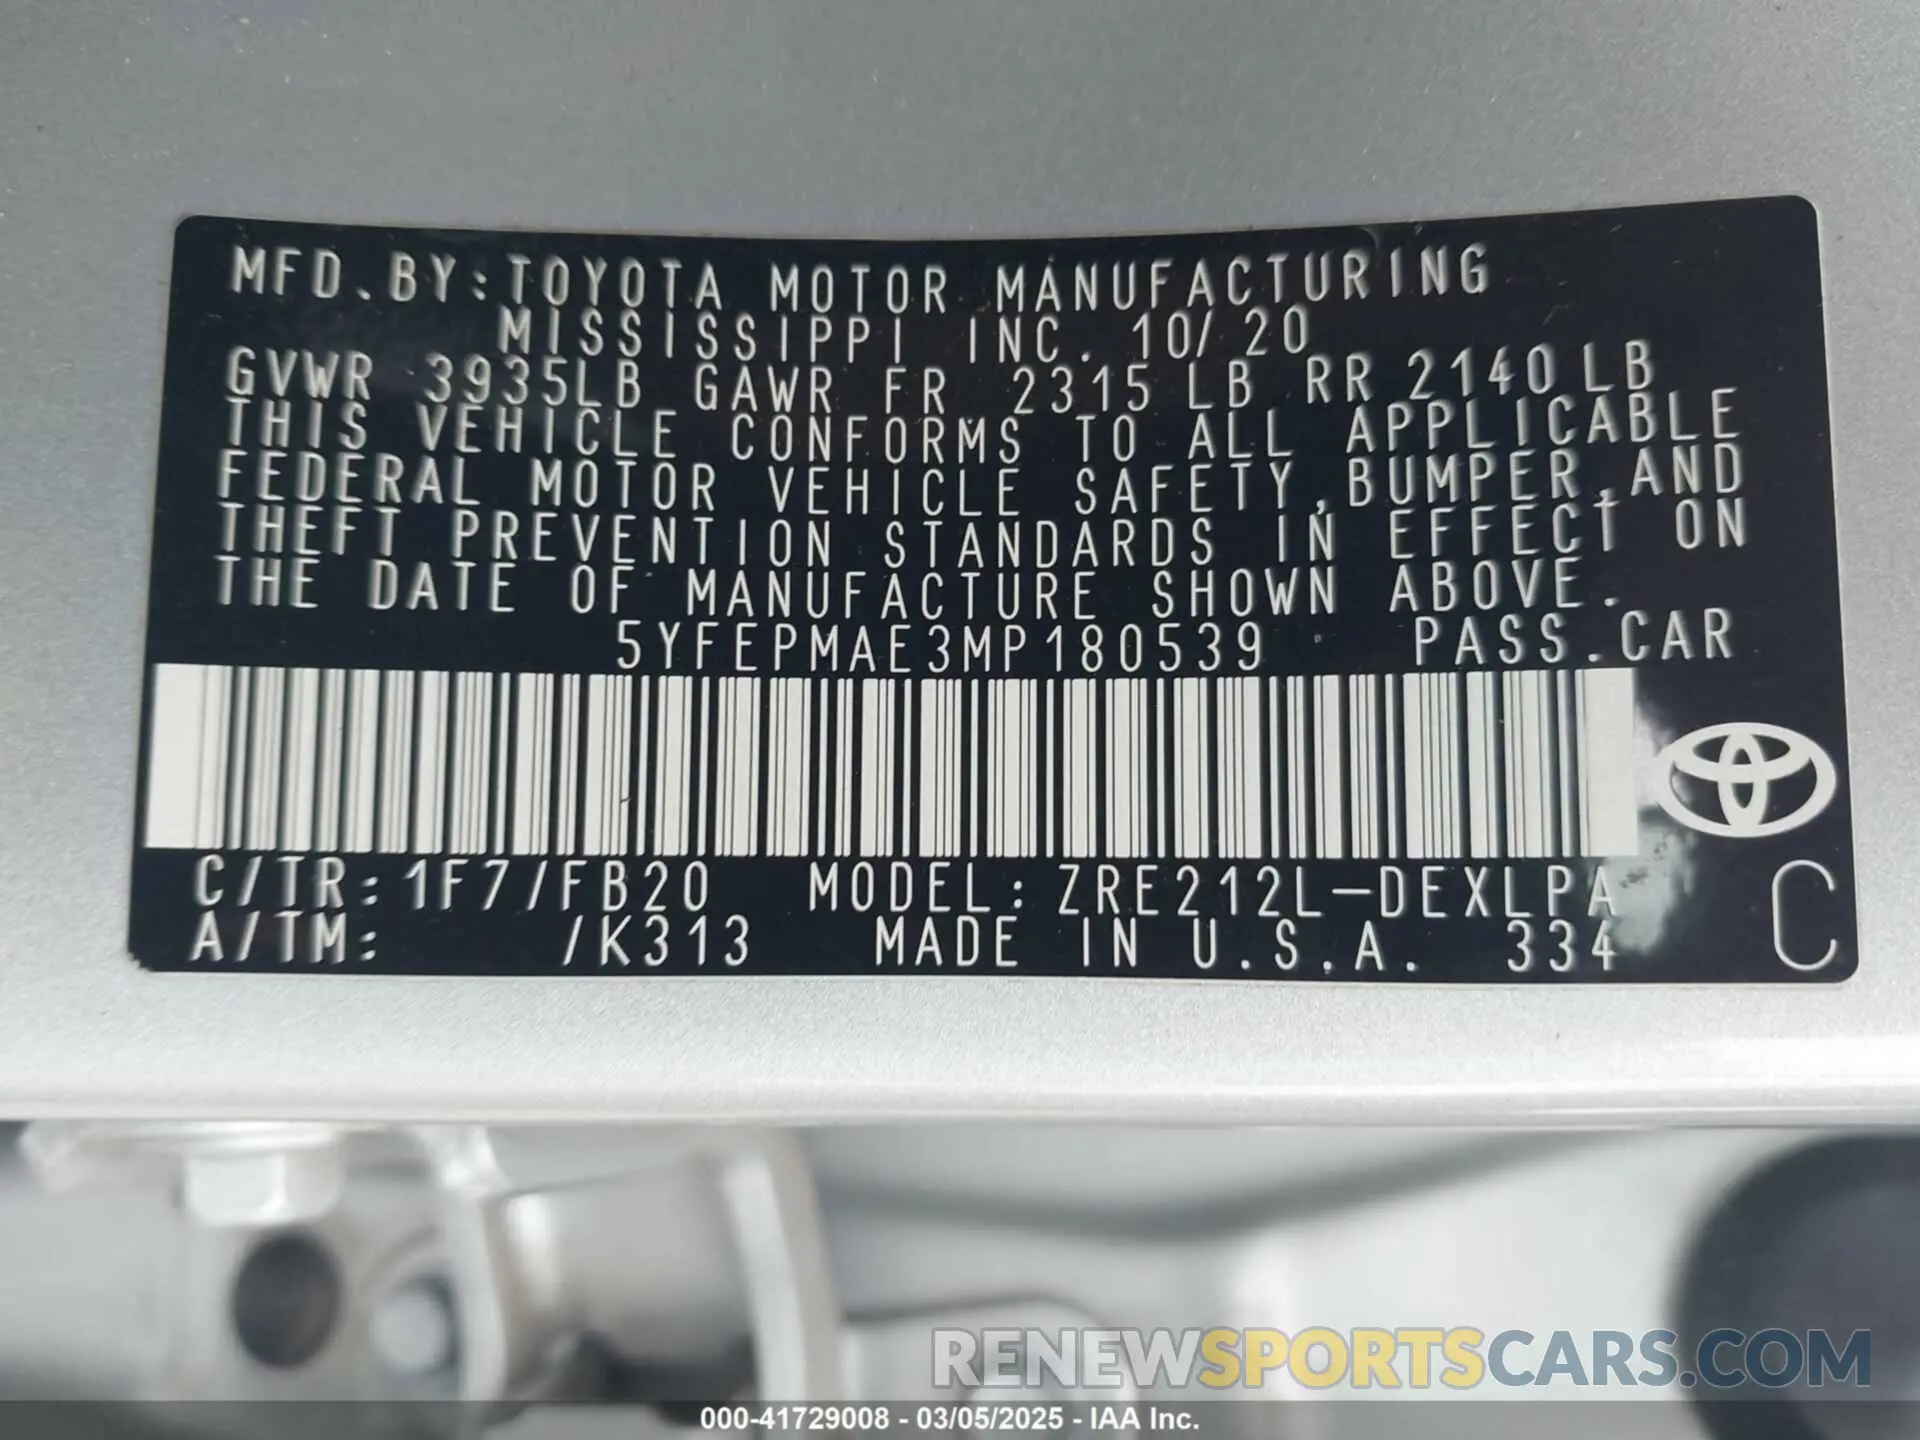 MFD.BY:TOYOTA MOTOR MANUFACTURING
MISSISSIPPI INC. 10/20
GVWR 3935LB GAWR FR 2315 LB RR 2140LB
THIS VEHICLE CONFORMS TO ALL APPLICABLE
FEDERAL MOTOR VEHICLE SAFETY,BUMPER,AND
THEFT PREVENTION STANDARDS IN EFFECT ON
THE DATE OF MANUFACTURE SHOWN ABOVE.
5YFEPMAE3MP180539 PASS.CAR
C/TR:1F7/FB20 MODEL:ZRE212L-DEXLPA
A/TM: /K313 MADE IN U.S.A. 334
C
RENEWSPORTSCARS.COM
000-41729008 - 03/05/2025 - IAA Inc.